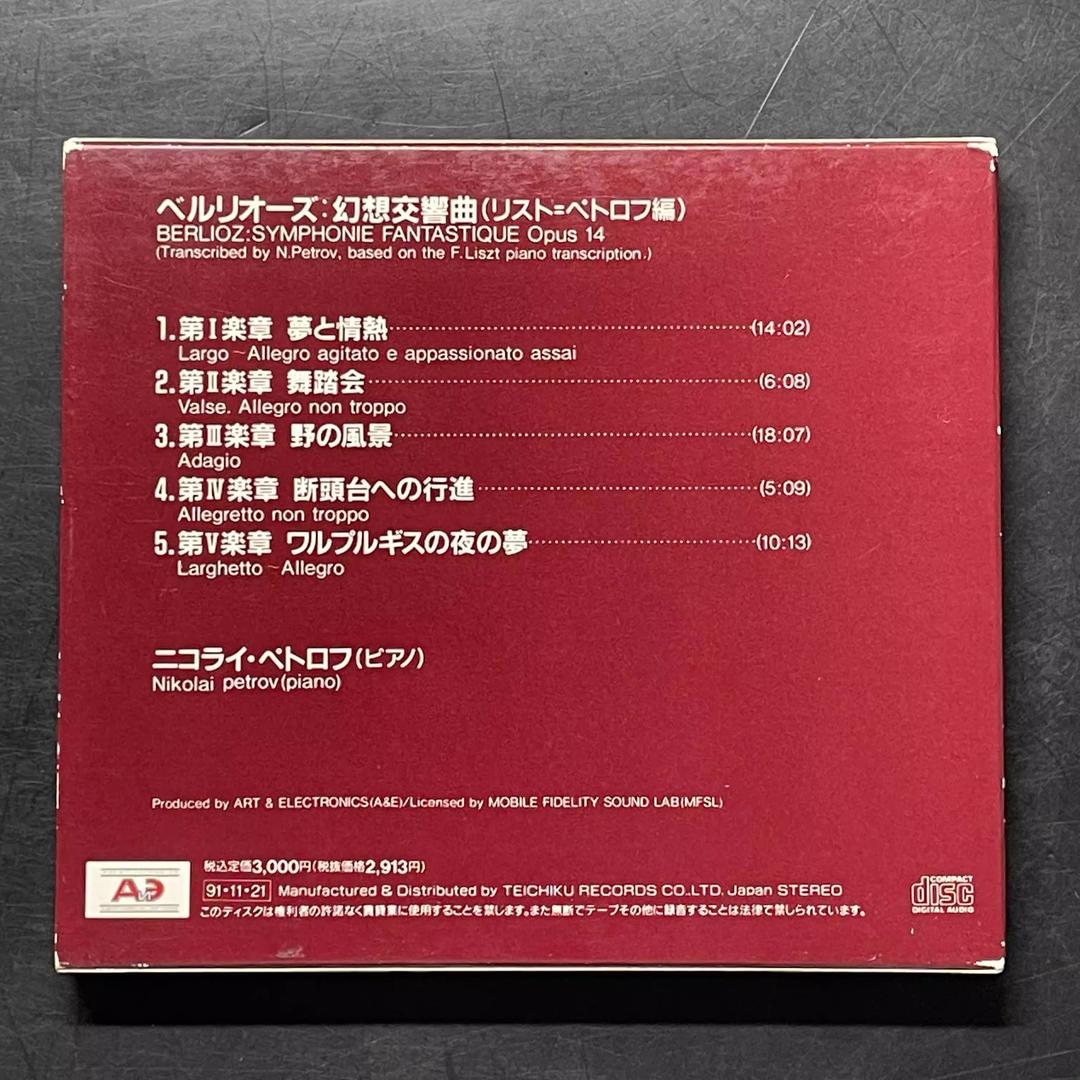 ベルリオーズ:幻想交響曲(リスト=ペトロフ編)
BERLIOZ:SYMPHONIE FANTASTIQUE Opus 14
(Transcribed by N.Petrov, based on the F.Liszt piano transcription.)
1.第Ⅰ楽章 夢と情熱 (14:02)
Largo~Allegro agitato e appassionato assai
2.第Ⅱ楽章 舞踏会 (6:08)
Valse. Allegro non troppo
3.第Ⅲ楽章 野の風景 (18:07)
Adagio
4.第Ⅳ楽章 断頭台への行進 (5:09)
Allegretto non troppo
5.第Ⅴ楽章 ワルプルギスの夜の夢 (10:13)
Larghetto~Allegro
ニコライ・ペトロフ(ピアノ)
Nikolai petrov(piano)
Produced by ART & ELECTRONICS(A&E)/Licensed by MOBILE FIDELITY SOUND LAB(MFSL)
税込定価3,000円(税抜価格2,913円)
91・11・21 Manufactured & Distributed by TEICHIKU RECORDS CO.,LTD. Japan STEREO
このディスクは権利者の許諾なく賃貸業に使用することを禁じます。また無断でテープその他に録音することは法律で禁じられています。
COMPACT
disc
DIGITAL AUDIO